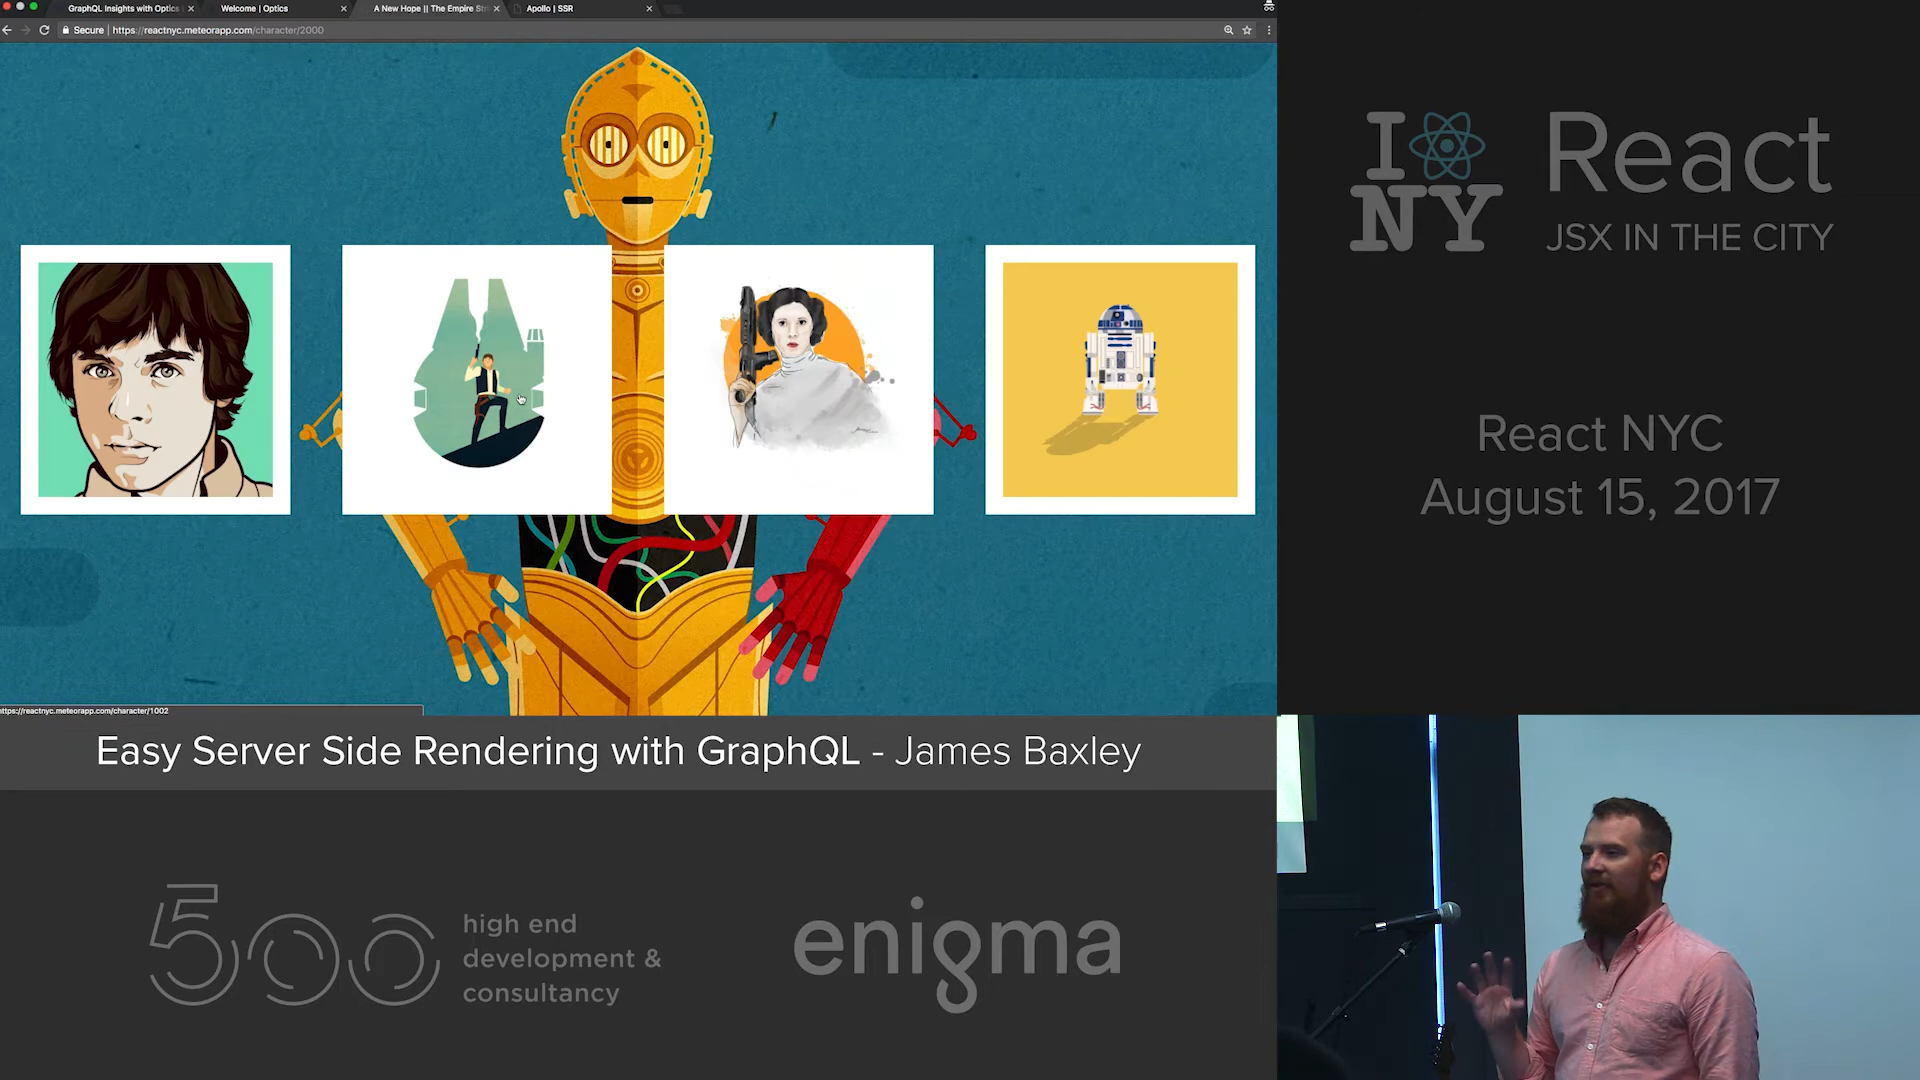 GraphQL Insights with Optics
Welcome | Optics
A New Hope || The Empire Stri
Apollo | SSR
Secure | https://reactnyc.meteorapp.com/character/2000
https://reactnyc.meteorapp.com/character/1002
I NY
React
JSX IN THE CITY
React NYC
August 15, 2017
Easy Server Side Rendering with GraphQL - James Baxley
500
high end
development &
consultancy
enigma